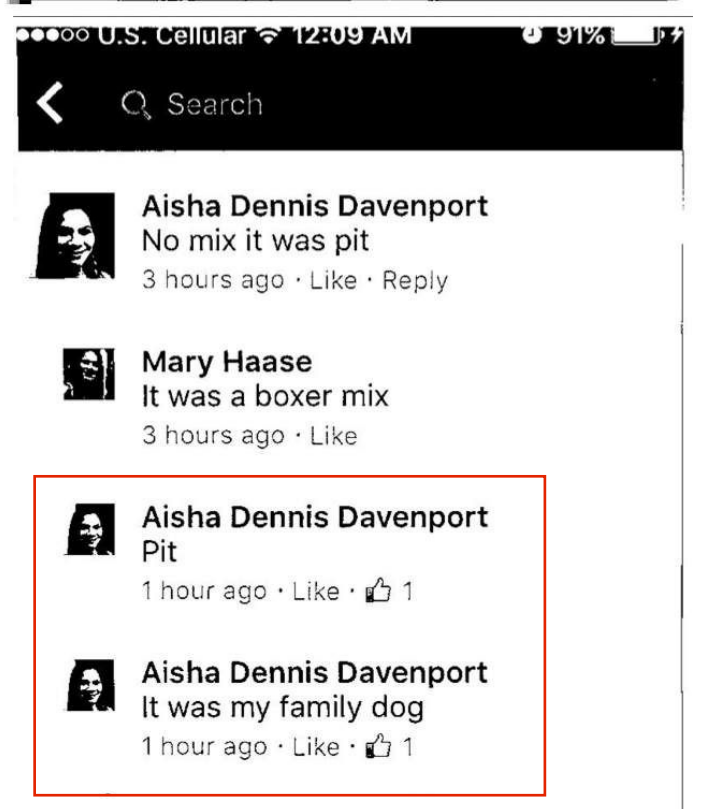 ●●●○○ U.S. Cellular 12:09 AM 91%
Search
Aisha Dennis Davenport
No mix it was pit
3 hours ago · Like · Reply
Mary Haase
It was a boxer mix
3 hours ago · Like
Aisha Dennis Davenport
Pit
1 hour ago · Like · 1
Aisha Dennis Davenport
It was my family dog
1 hour ago · Like · 1